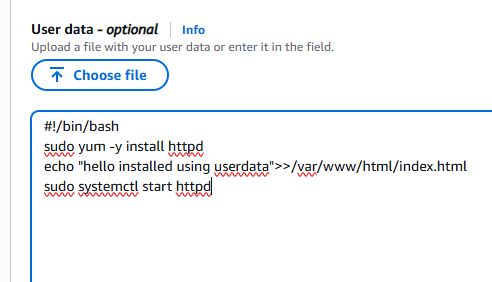 User data - optional Info
Upload a file with your user data or enter it in the field.
Choose file
#!/bin/bash
sudo yum -y install httpd
echo "hello installed using userdata">>/var/www/html/index.html
sudo systemctl start httpd